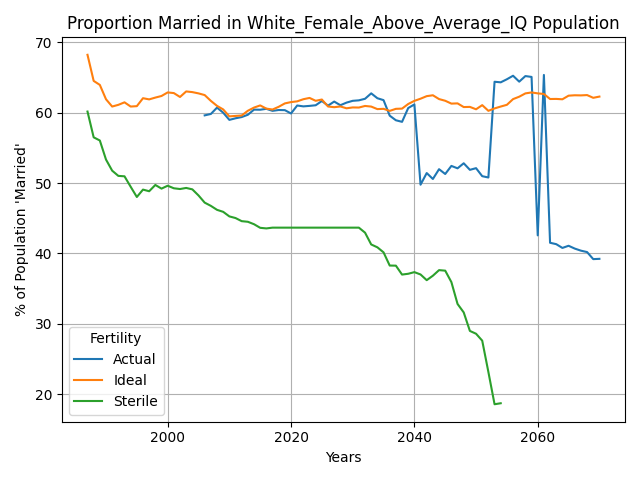 Proportion Married in White_Female_Above_Average_IQ Population
% of Population 'Married'
70
60
50
40
30
20
Fertility
Actual
Ideal
Sterile
2000
2020
2040
2060
Years